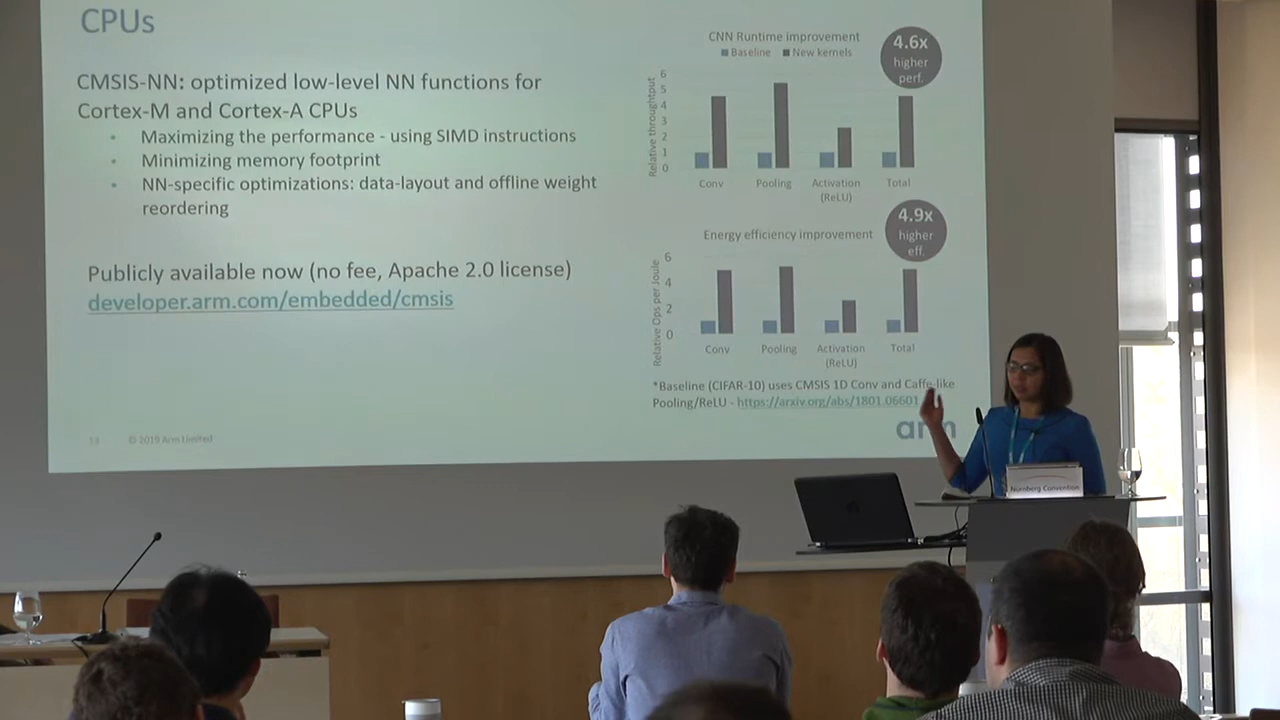 CPUs
CMSIS-NN: optimized low-level NN functions for
Cortex-M and Cortex-A CPUs
• Maximizing the performance - using SIMD instructions
• Minimizing memory footprint
• NN-specific optimizations: data-layout and offline weight
reordering
Publicly available now (no fee, Apache 2.0 license)
developer.arm.com/embedded/cmsis
13 © 2019 Arm Limited
CNN Runtime improvement
Baseline New kernels
4.6x
higher
perf.
Relative throughtput
6
5
4
3
2
1
0
Conv Pooling Activation Total
(ReLU)
Energy efficiency improvement
4.9x
higher
eff.
Relative Ops per Joule
6
4
2
0
Conv Pooling Activation Total
(ReLU)
*Baseline (CIFAR-10) uses CMSIS 1D Conv and Caffe-like
Pooling/ReLU - https://arxiv.org/abs/1801.06601
arm
Nürnberg Convention